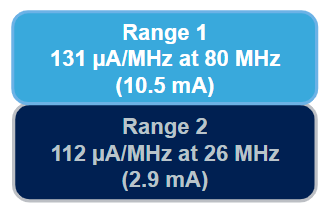 Range 1
131 µA/MHz at 80 MHz
(10.5 mA)
Range 2
112 µA/MHz at 26 MHz
(2.9 mA)